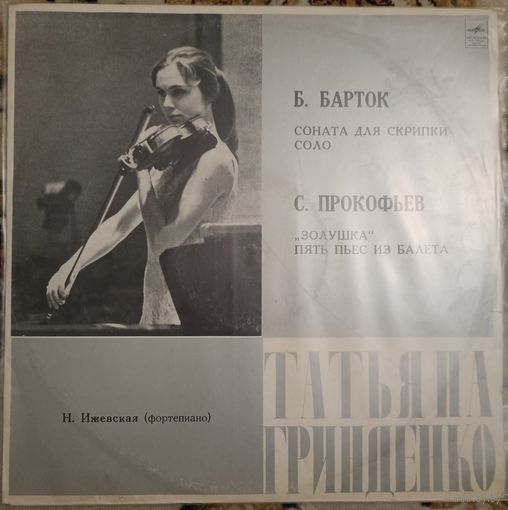 Б. БАРТОК
СОНАТА ДЛЯ СКРИПКИ
СОЛО
С. ПРОКОФЬЕВ
„ЗОЛУШКА“
ПЯТЬ ПЬЕС ИЗ БАЛЕТА
Н. Ижевская (фортепиано)
ТАТЬЯНА
ГРИНДЕНКО